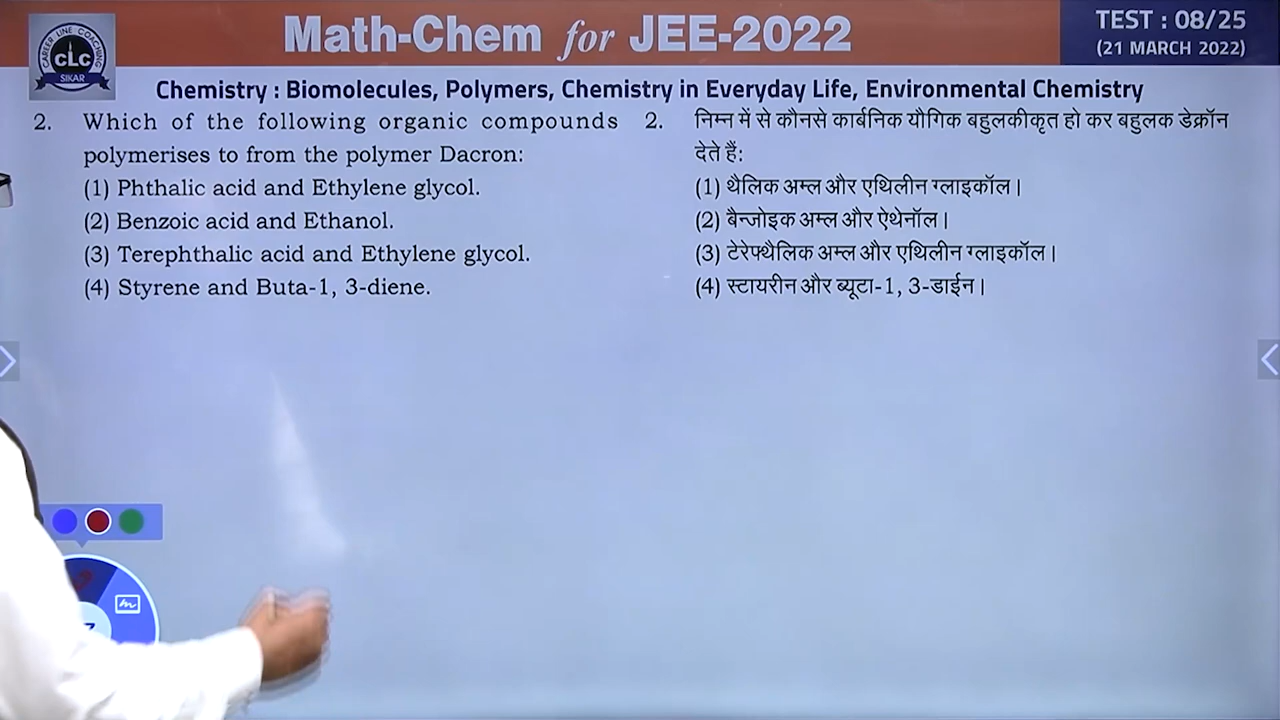 CAREER LINE COACHING
CLC
SIKAR
Math-Chem for JEE-2022
TEST : 08/25
(21 MARCH 2022)
Chemistry : Biomolecules, Polymers, Chemistry in Everyday Life, Environmental Chemistry
2. Which of the following organic compounds
polymerises to from the polymer Dacron:
(1) Phthalic acid and Ethylene glycol.
(2) Benzoic acid and Ethanol.
(3) Terephthalic acid and Ethylene glycol.
(4) Styrene and Buta-1, 3-diene.
2. निम्न में से कौनसे कार्बनिक यौगिक बहुलकीकृत हो कर बहुलक डेक्रॉन
देते हैं:
(1) थैलिक अम्ल और एथिलीन ग्लाइकॉल।
(2) बैन्जोइक अम्ल और ऐथेनॉल।
(3) टेरेफ्थैलिक अम्ल और एथिलीन ग्लाइकॉल।
(4) स्टायरीन और ब्यूटा-1, 3-डाईन।